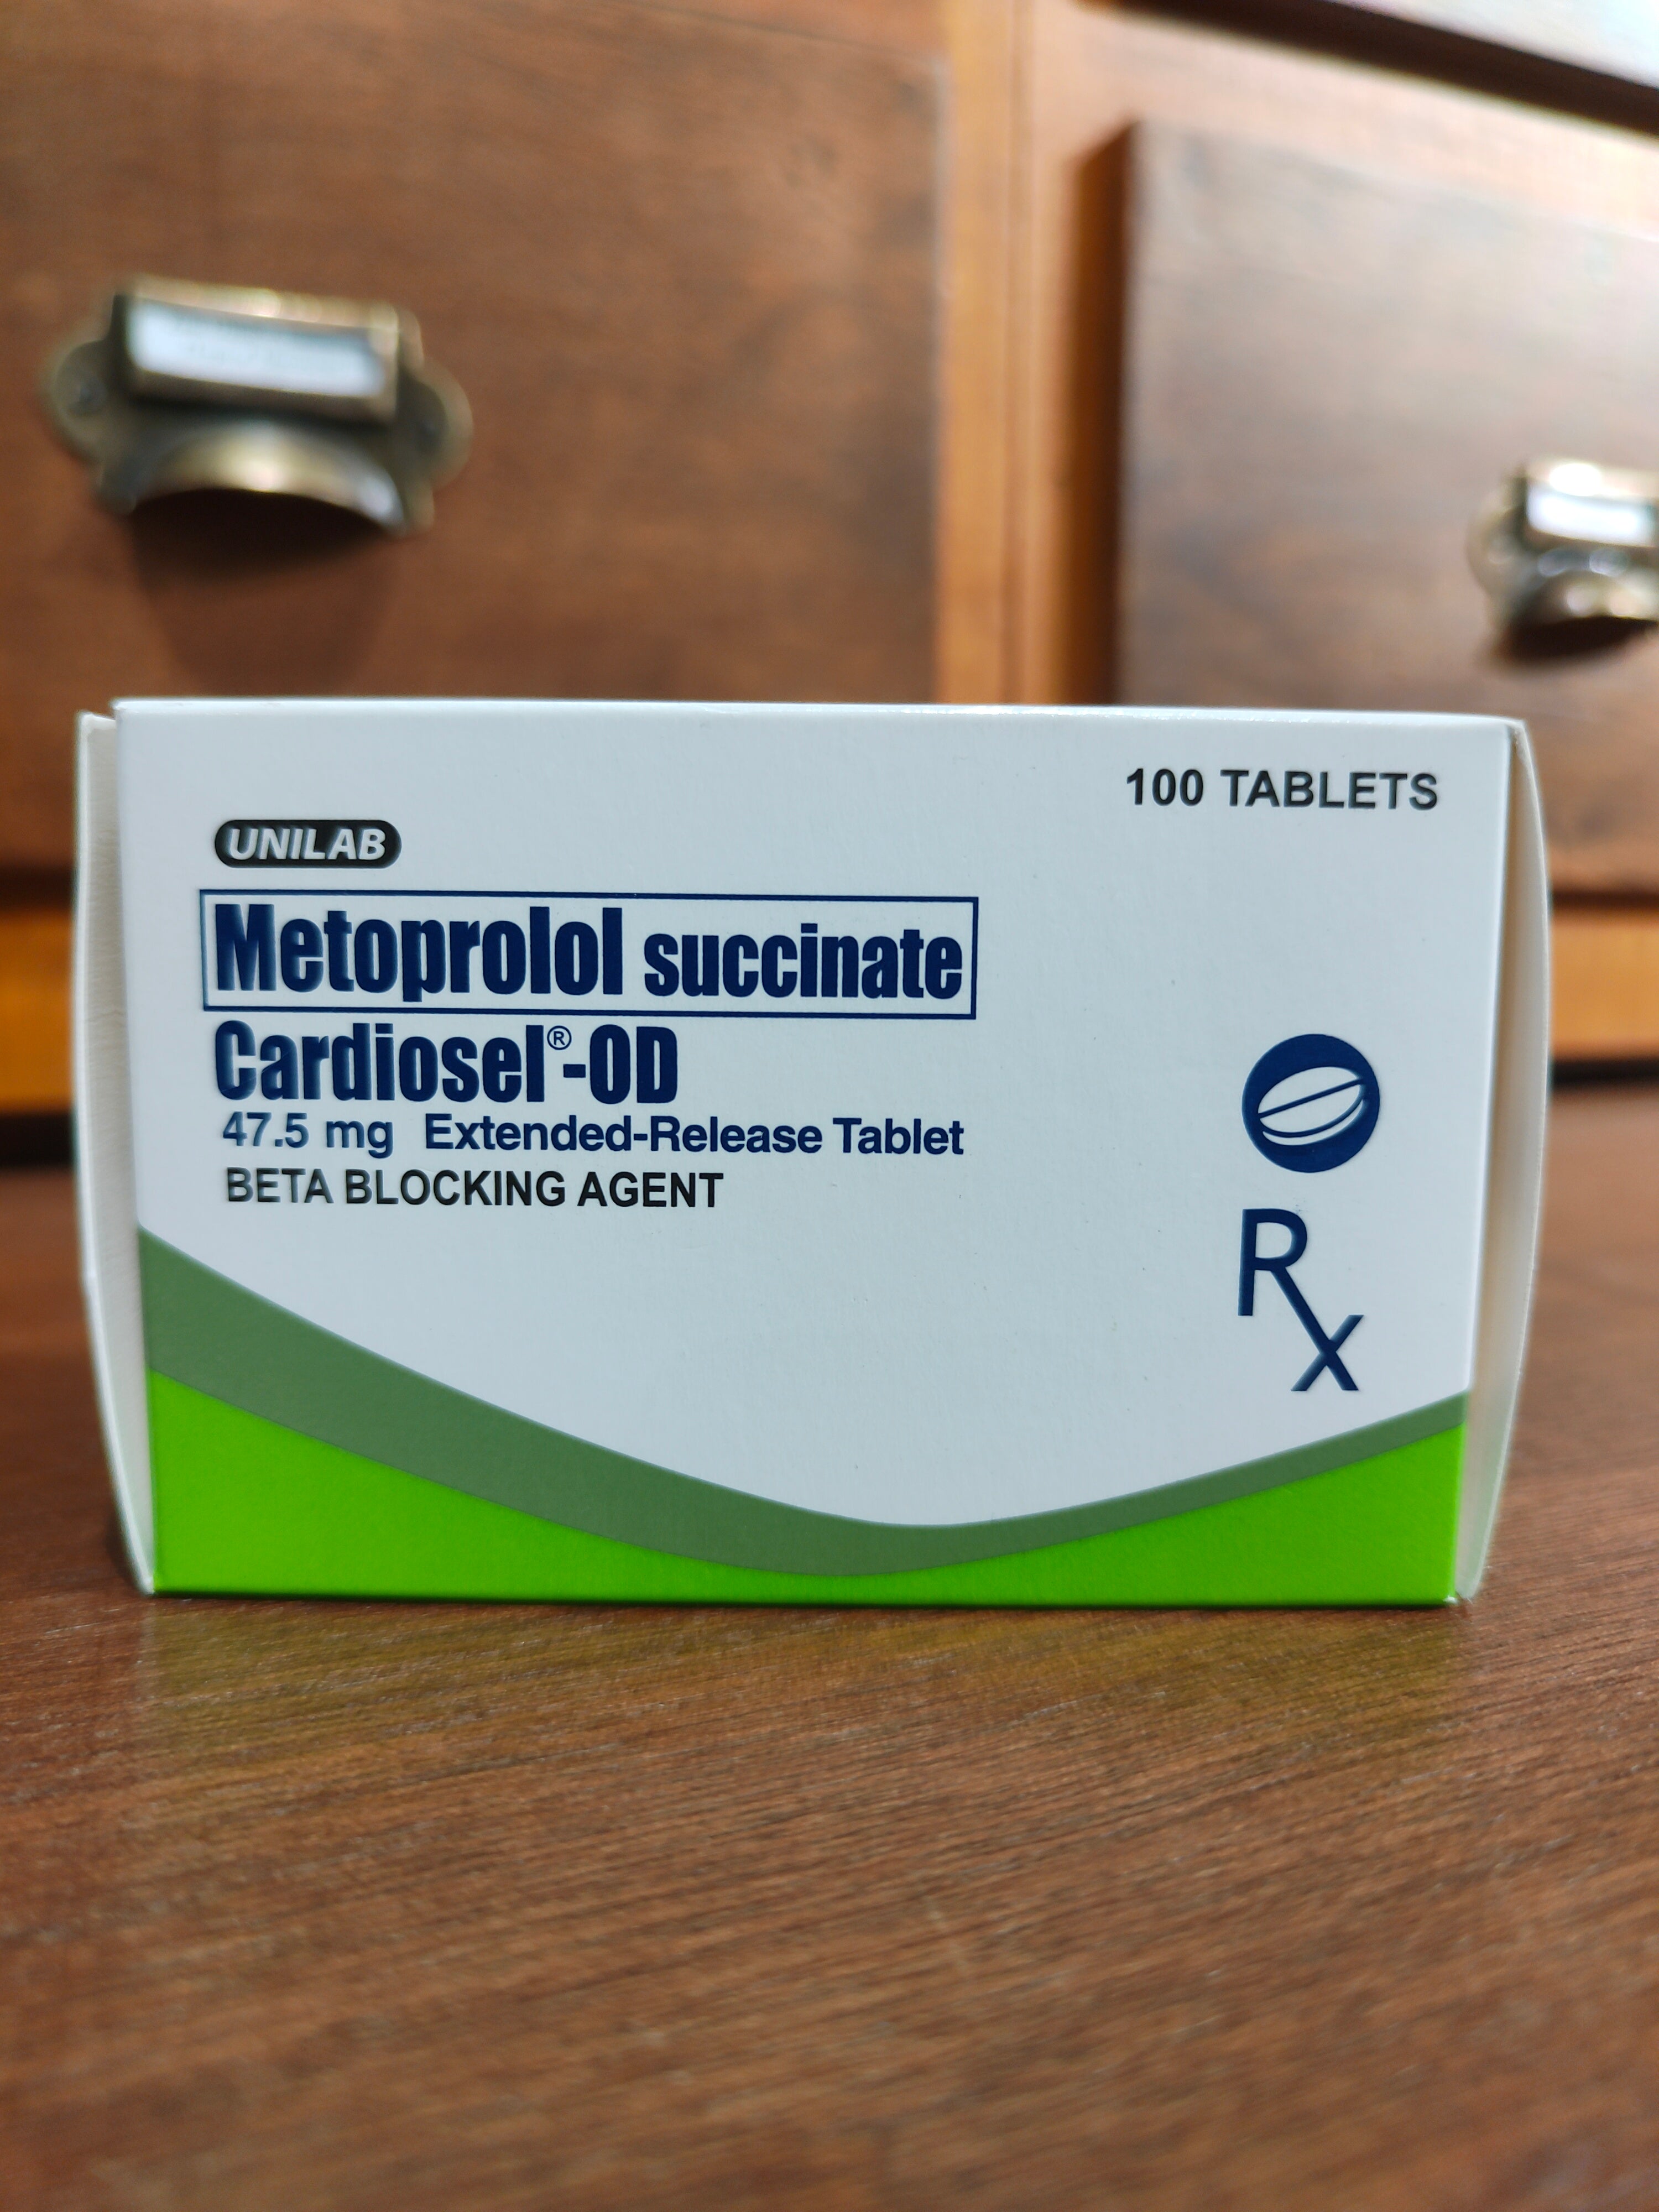 100 TABLETS
UNILAB
Metoprolol succinate
Cardiosel®-OD
47.5 mg Extended-Release Tablet
BETA BLOCKING AGENT
Rx